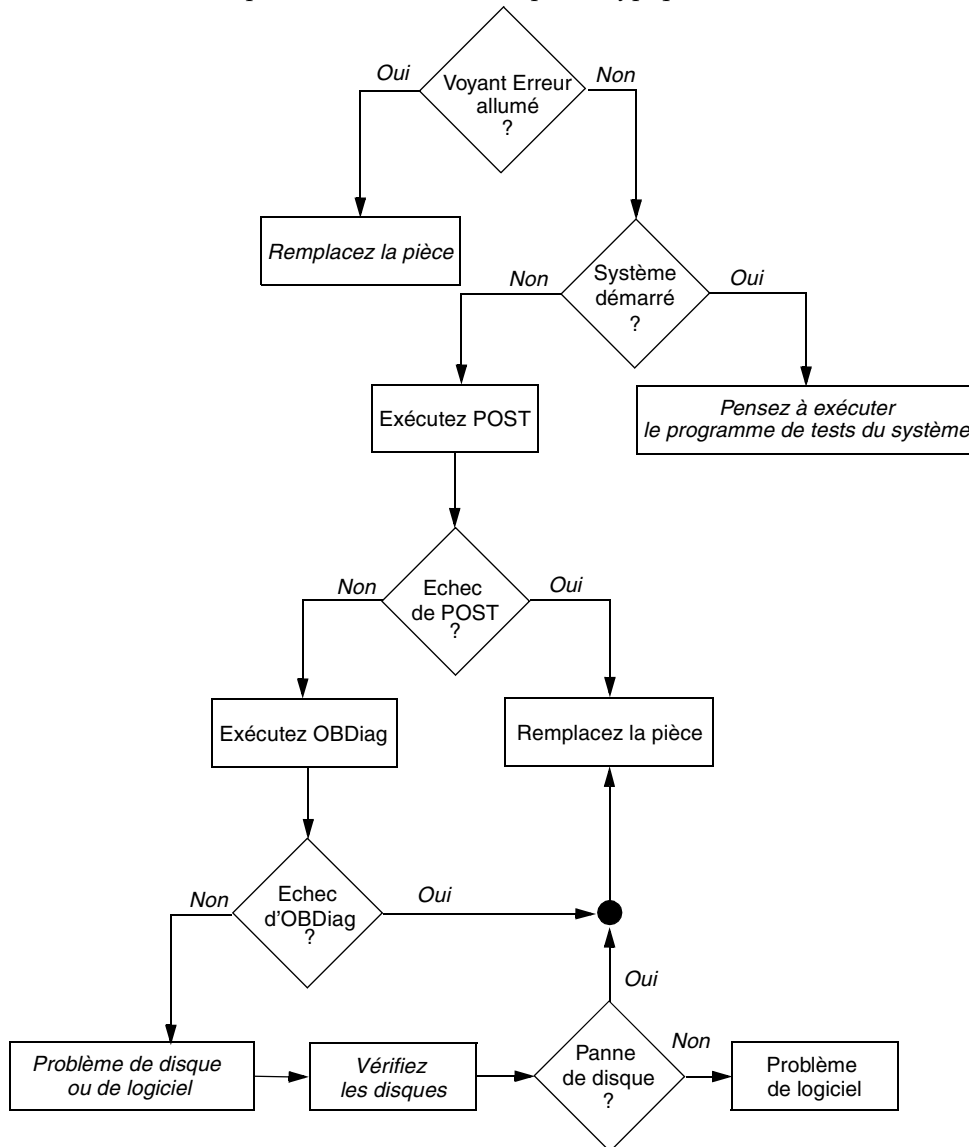 Oui
Voyant Erreur
allumé
?
Non
Remplacez la pièce
Non
Système
démarré
?
Oui
Exécutez POST
Pensez à exécuter
le programme de tests du système
Non
Echec
de POST
?
Oui
Exécutez OBDiag
Remplacez la pièce
Non
Echec
d'OBDiag
?
Oui
Oui
Problème de disque
ou de logiciel
Vérifiez
les disques
Panne
de disque
?
Non
Problème
de logiciel